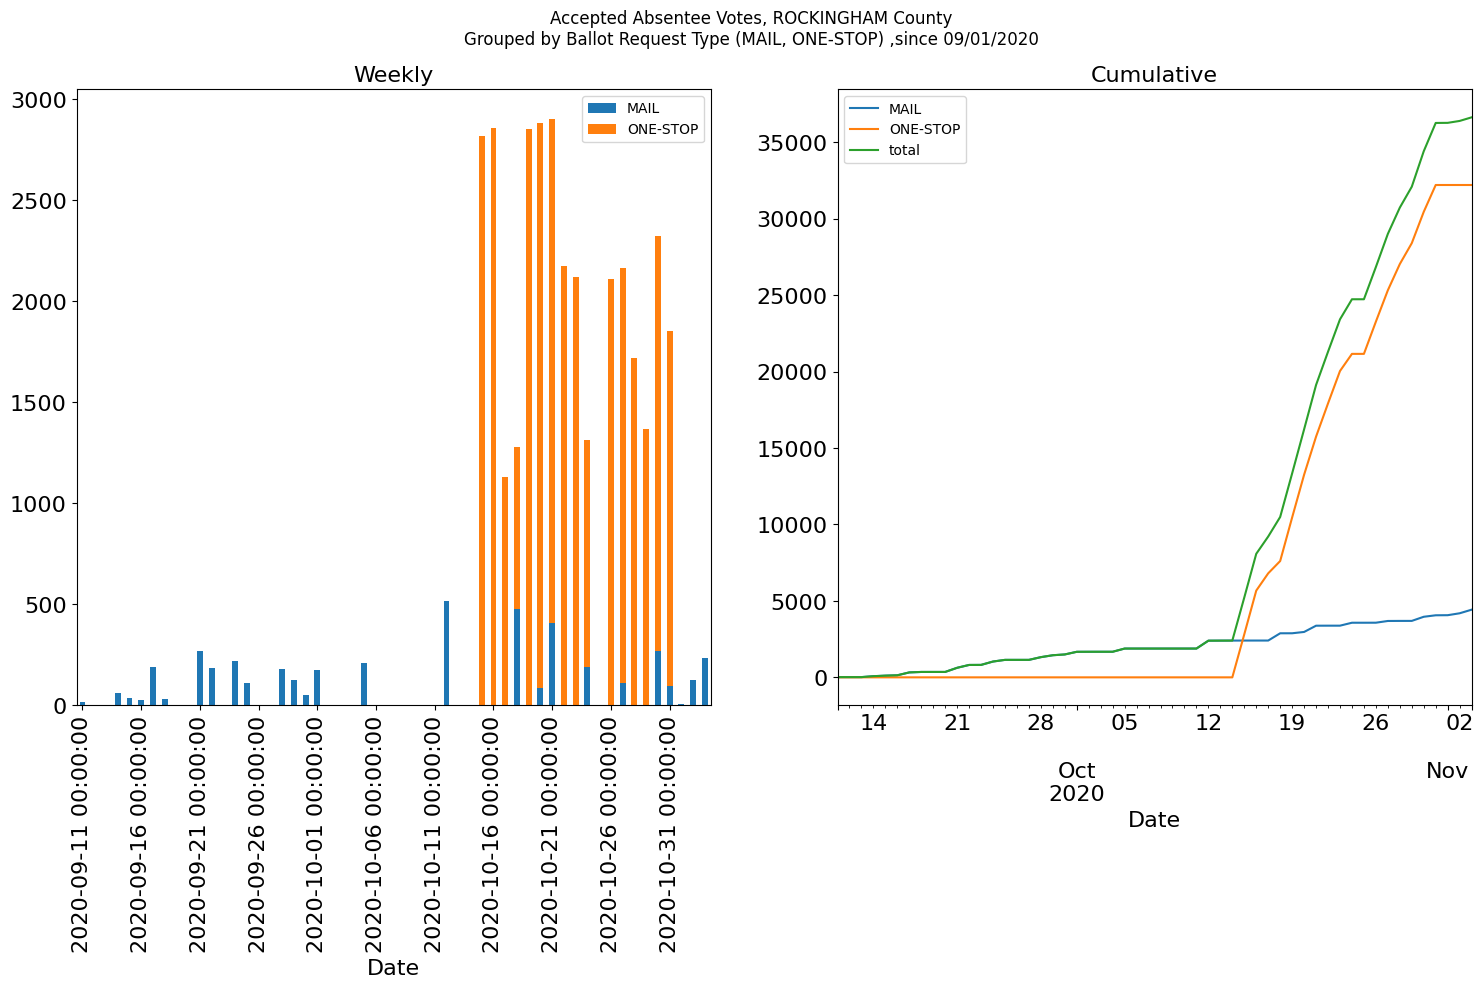 Accepted Absentee Votes, ROCKINGHAM County
Grouped by Ballot Request Type (MAIL, ONE-STOP) ,since 09/01/2020
Weekly
MAIL
ONE-STOP
3000
2500
2000
1500
1000
500
0
2020-09-11 00:00:00
2020-09-16 00:00:00
2020-09-21 00:00:00
2020-09-26 00:00:00
2020-10-01 00:00:00
2020-10-06 00:00:00
2020-10-11 00:00:00
2020-10-16 00:00:00
2020-10-21 00:00:00
2020-10-26 00:00:00
2020-10-31 00:00:00
Date
Cumulative
MAIL
ONE-STOP
total
35000
30000
25000
20000
15000
10000
5000
0
14 21 28 05 12 19 26 02
Oct Nov
2020
Date